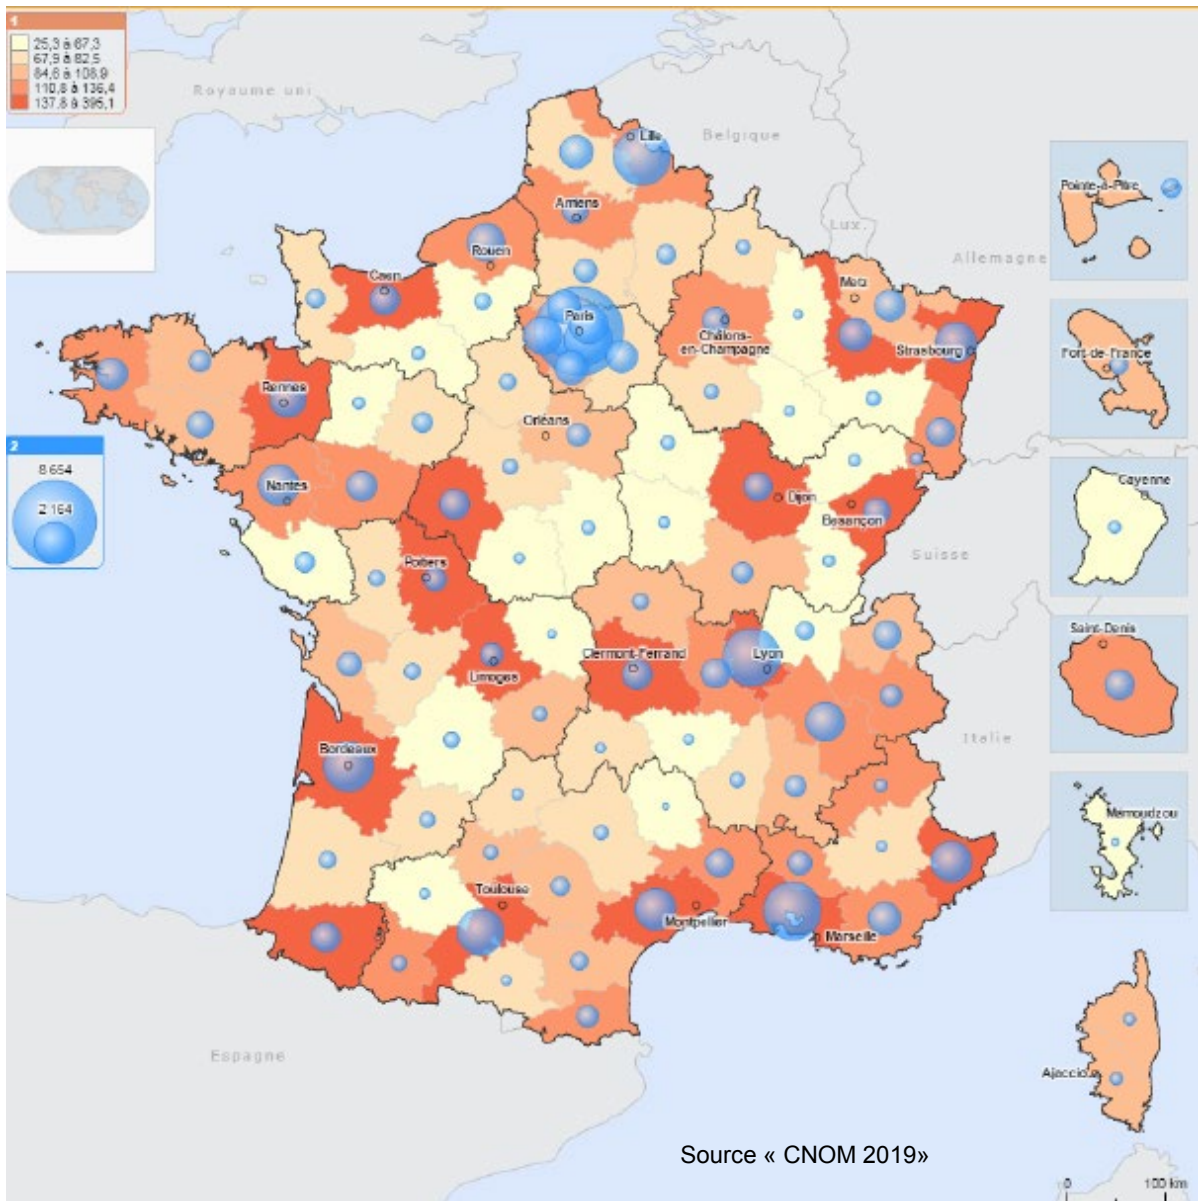 1
25,3 à 67,3
67,9 à 82,5
84,6 à 108,9
110,8 à 136,4
137,8 à 395,1
Royaume uni
Belgique
Lux.
Allemagne
Lille
Amiens
Rouen
Caen
Paris
Metz
Châlons-
en-Champagne
Strasbourg
Rennes
Orléans
2
8 654
2 164
Nantes
Dijon
Besançon
Suisse
Poitiers
Limoges
Clermont-Ferrand
Lyon
Italie
Bordeaux
Toulouse
Montpellier
Marseille
Espagne
Pointe-à-Pitre
Fort-de-France
Cayenne
Saint-Denis
Mamoudzou
Ajaccio
Source « CNOM 2019»
0 100 km